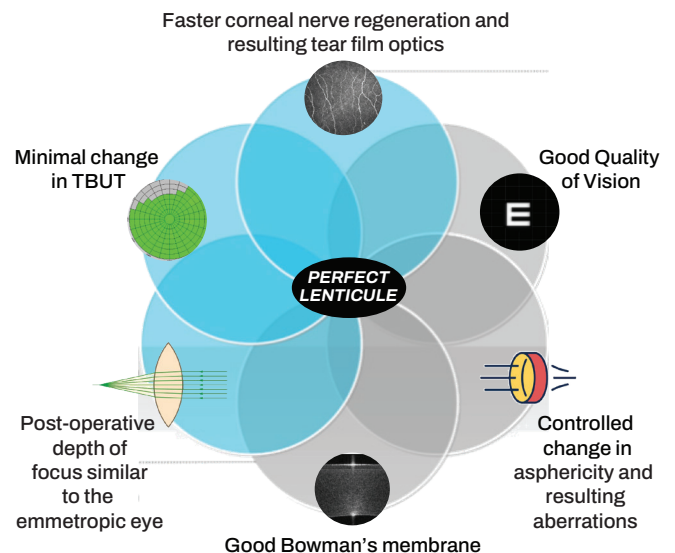 Faster corneal nerve regeneration and
resulting tear film optics
Minimal change
in TBUT
Good Quality
of Vision
E
PERFECT
LENTICULE
Post-operative
depth of
focus similar
to the
emmetropic eye
Controlled
change in
asphericity and
resulting
aberrations
Good Bowman's membrane